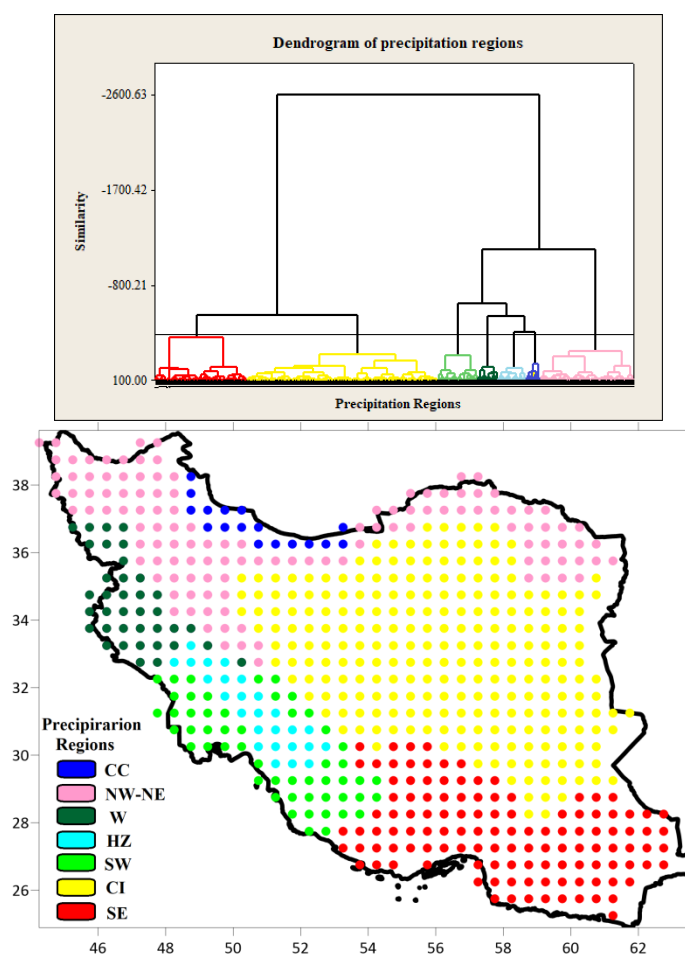 Dendrogram of precipitation regions
-2600.63
-1700.42
-800.21
100.00
Similarity
Precipitation Regions
38
36
34
32
30
28
26
Precipirarion
Regions
CC
NW-NE
W
HZ
SW
CI
SE
46 48 50 52 54 56 58 60 62